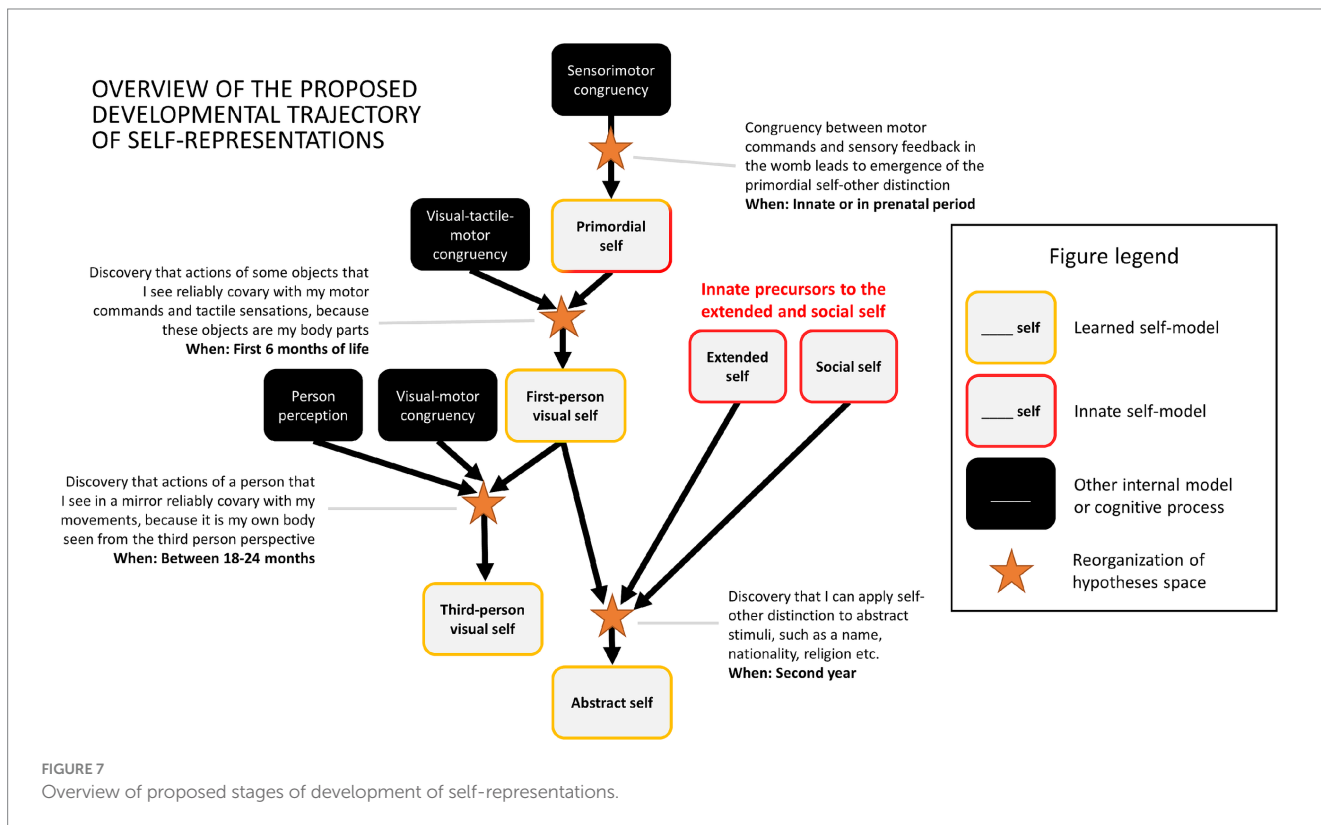 OVERVIEW OF THE PROPOSED
DEVELOPMENTAL TRAJECTORY
OF SELF-REPRESENTATIONS
Sensorimotor
congruency
Congruency between motor
commands and sensory feedback in
the womb leads to emergence of the
primordial self-other distinction
When: Innate or in prenatal period
Visual-tactile-
motor
congruency
Primordial
self
Discovery that actions of some objects that
I see reliably covary with my motor
commands and tactile sensations, because
these objects are my body parts
When: First 6 months of life
Innate precursors to the
extended and social self
Extended
self
Social self
Person
perception
Visual-motor
congruency
First-person
visual self
Discovery that actions of a person that
I see in a mirror reliably covary with my
movements, because it is my own body
seen from the third person perspective
When: Between 18-24 months
Third-person
visual self
Discovery that I can apply self-
other distinction to abstract
stimuli, such as a name,
nationality, religion etc.
When: Second year
Abstract self
Figure legend
____ self
Learned self-model
____ self
Innate self-model
____
Other internal model
or cognitive process
Reorganization of
hypotheses space
FIGURE 7
Overview of proposed stages of development of self-representations.